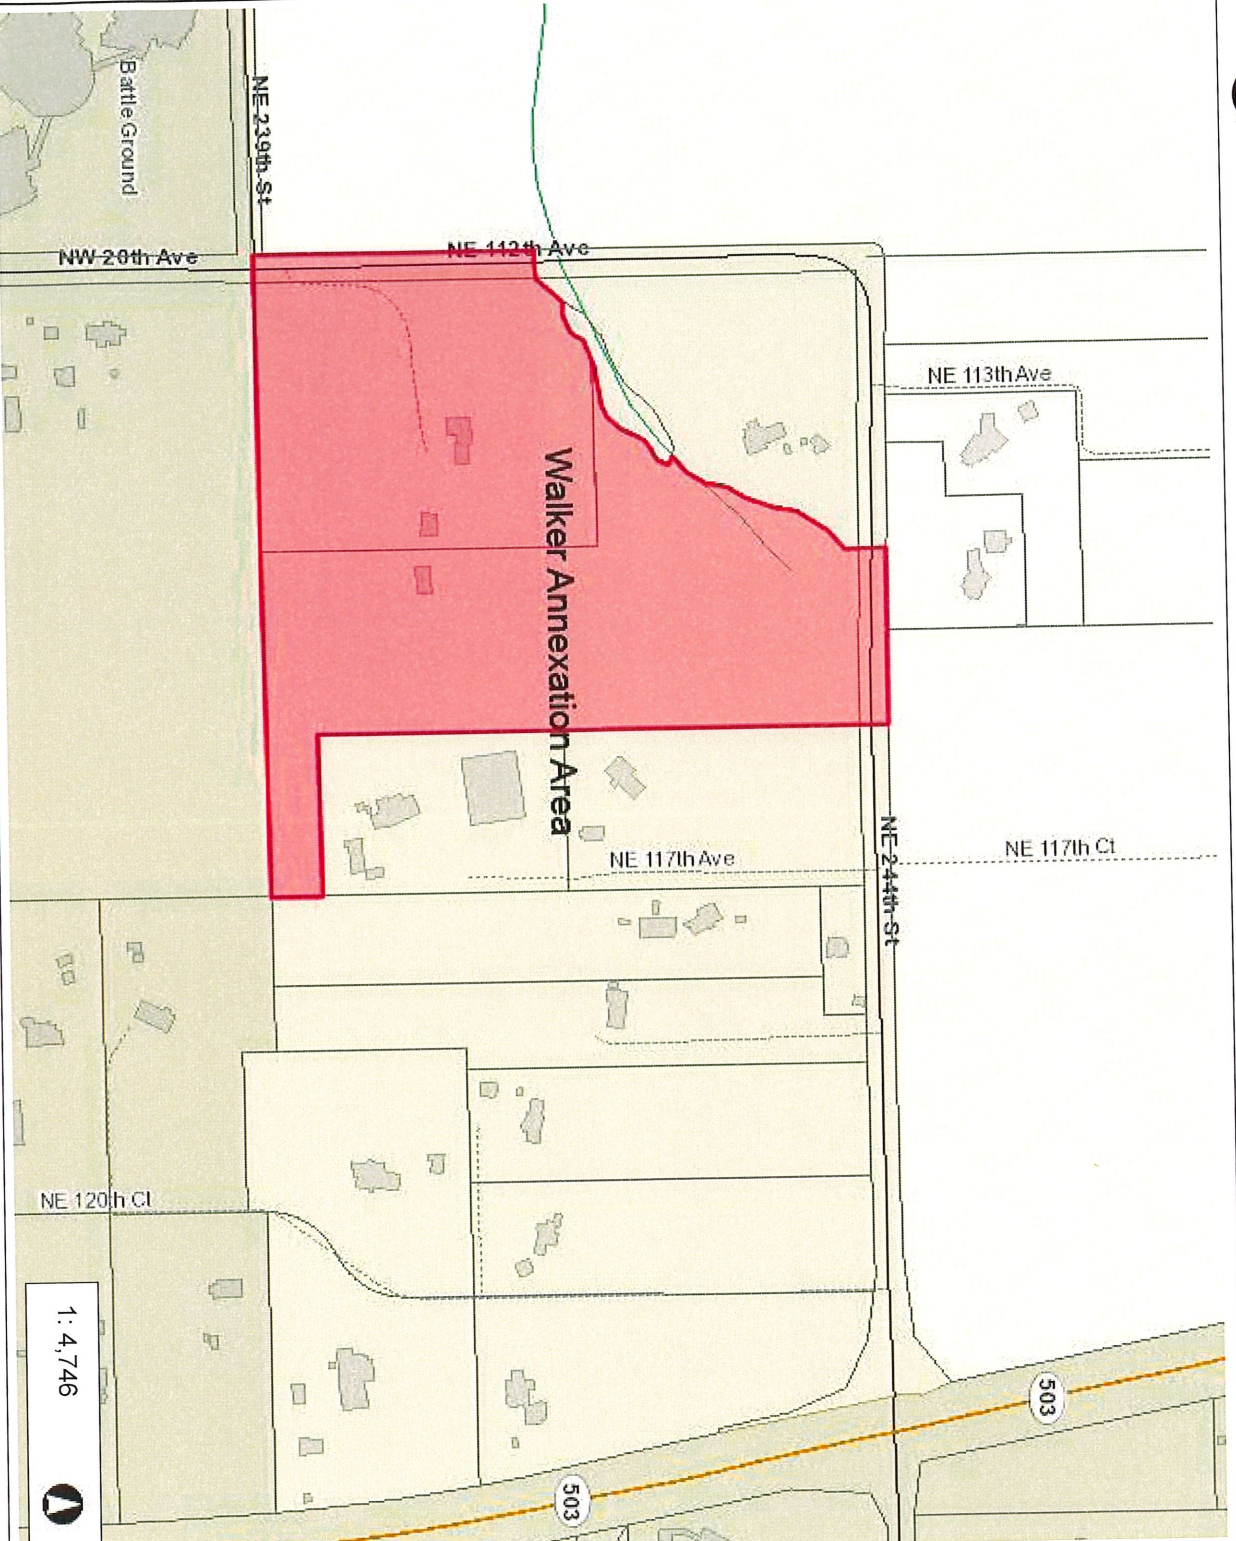 NE 244th St
NE 117th Ct
NE 113th Ave
503
NE 117th Ave
Walker Annexation Area
NE 112th Ave
503
NE 239th St
NW 20th Ave
Battle Ground
NE 120th Ct
1: 4,746